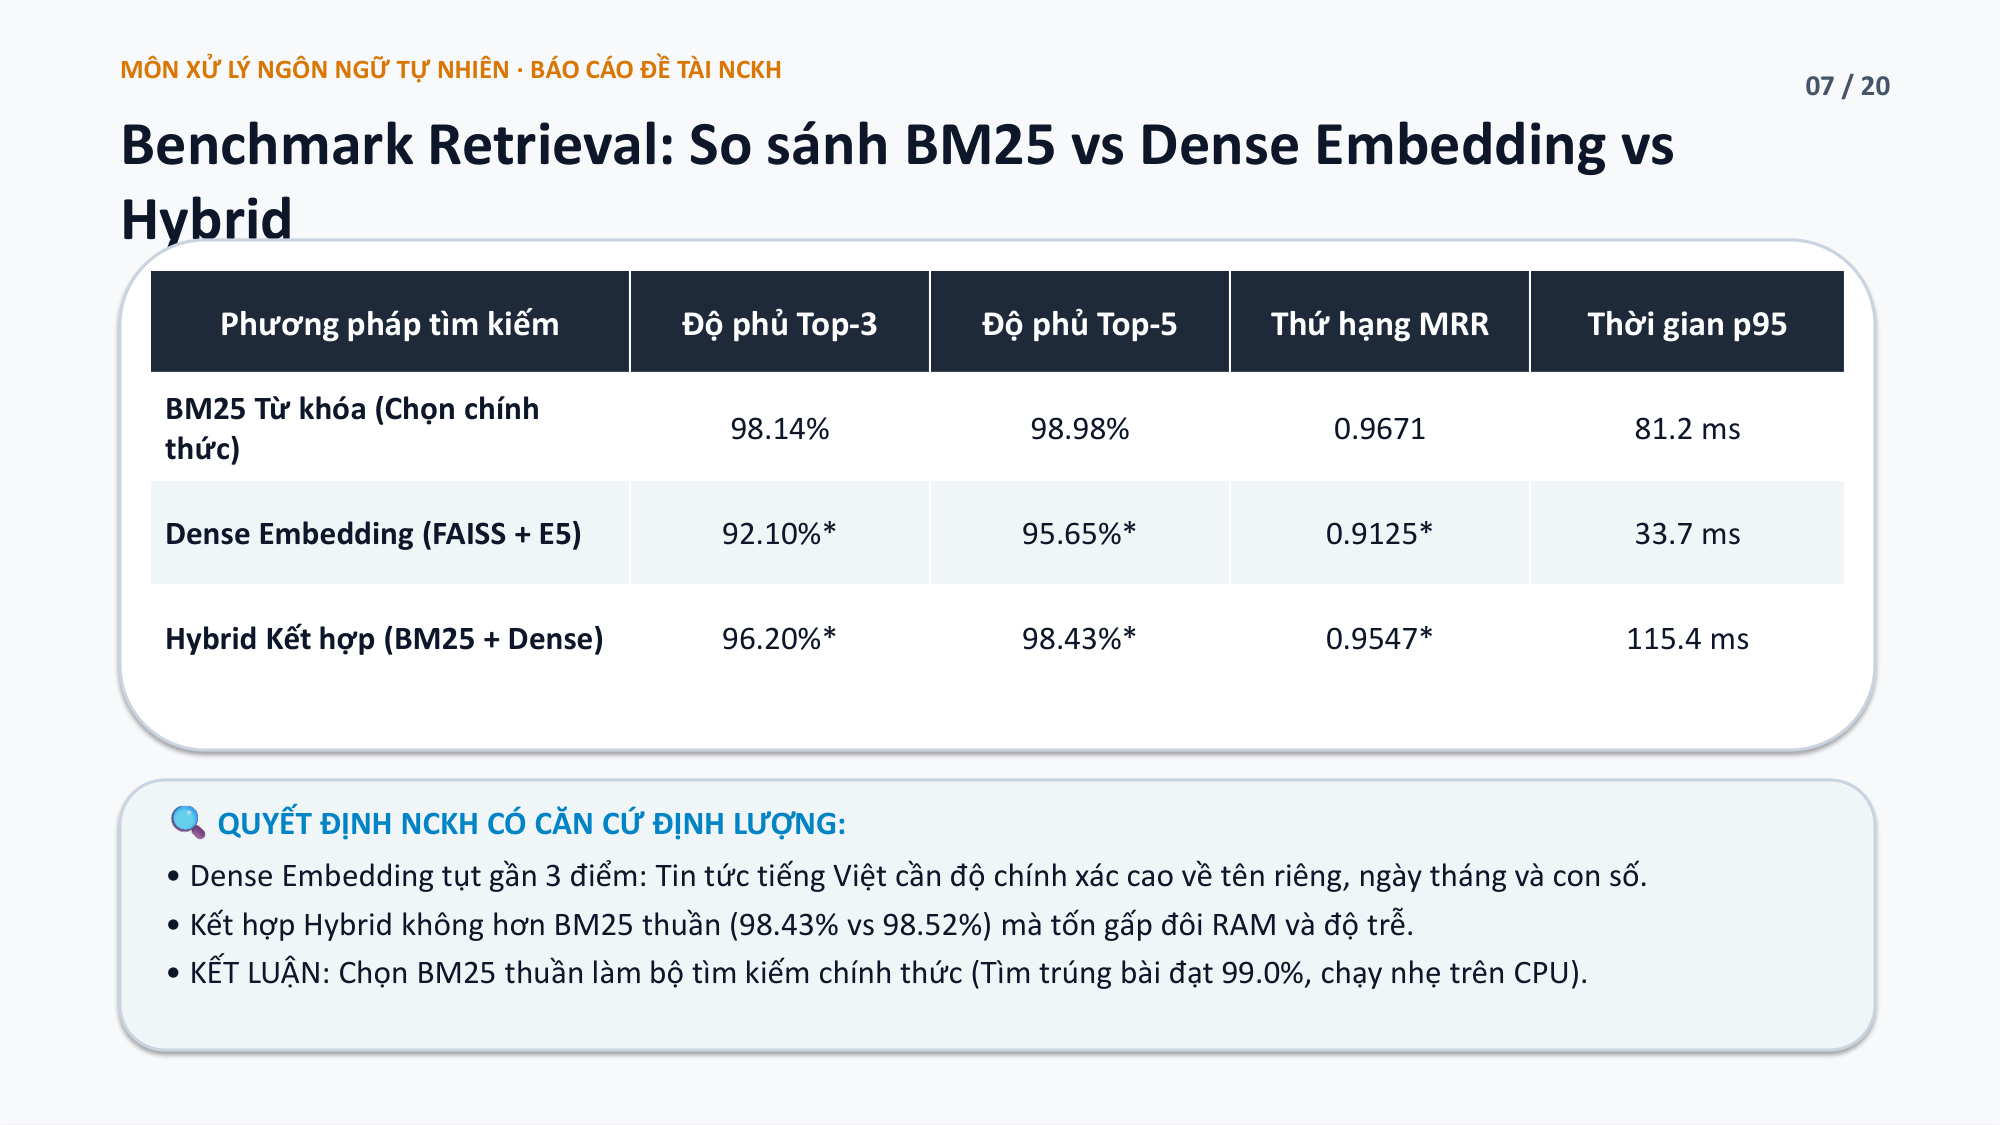 MÔN XỬ LÝ NGÔN NGỮ TỰ NHIÊN · BÁO CÁO ĐỀ TÀI NCKH
07 / 20
Benchmark Retrieval: So sánh BM25 vs Dense Embedding vs
Hybrid
Phương pháp tìm kiếm Độ phủ Top-3 Độ phủ Top-5 Thứ hạng MRR Thời gian p95
BM25 Từ khóa (Chọn chính
thức) 98.14% 98.98% 0.9671 81.2 ms
Dense Embedding (FAISS + E5) 92.10%* 95.65%* 0.9125* 33.7 ms
Hybrid Kết hợp (BM25 + Dense) 96.20%* 98.43%* 0.9547* 115.4 ms
🔍 QUYẾT ĐỊNH NCKH CÓ CĂN CỨ ĐỊNH LƯỢNG:
• Dense Embedding tụt gần 3 điểm: Tin tức tiếng Việt cần độ chính xác cao về tên riêng, ngày tháng và con số.
• Kết hợp Hybrid không hơn BM25 thuần (98.43% vs 98.52%) mà tốn gấp đôi RAM và độ trễ.
• KẾT LUẬN: Chọn BM25 thuần làm bộ tìm kiếm chính thức (Tìm trúng bài đạt 99.0%, chạy nhẹ trên CPU).